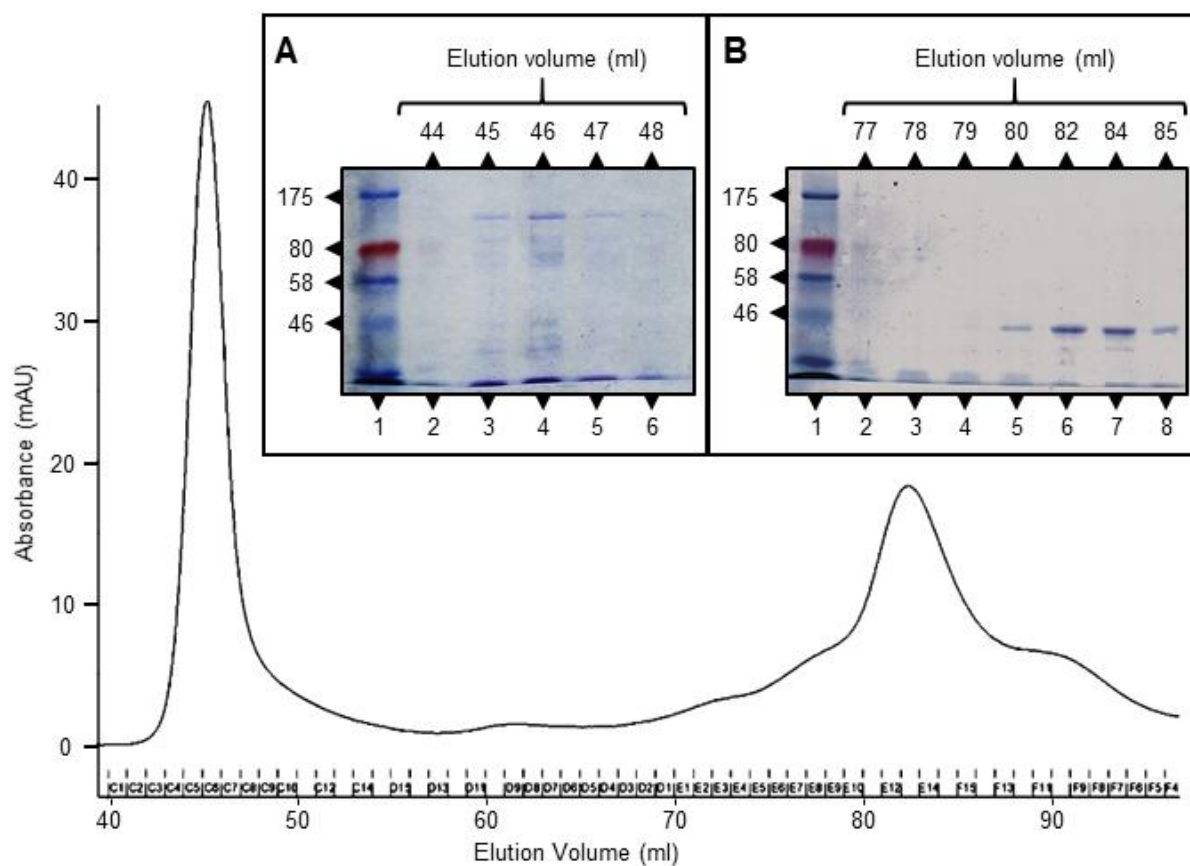 A
Elution volume (ml)
44 45 46 47 48
175
80
58
46
1 2 3 4 5 6
B
Elution volume (ml)
77 78 79 80 82 84 85
175
80
58
46
1 2 3 4 5 6 7 8
Absorbance (mAU)
40
30
20
10
0
C1 C2 C3 C4 C5 C6 C7 C8 C9 C10 C12 C14 D15 D13 D11 D9 D8 D7 D6 D5 D4 D3 D2 D1 E1 E2 E3 E4 E5 E6 E7 E8 E9 E10 E12 E14 F15 F13 F11 F9 F8 F7 F6 F5 F4
40 50 60 70 80 90
Elution Volume (ml)